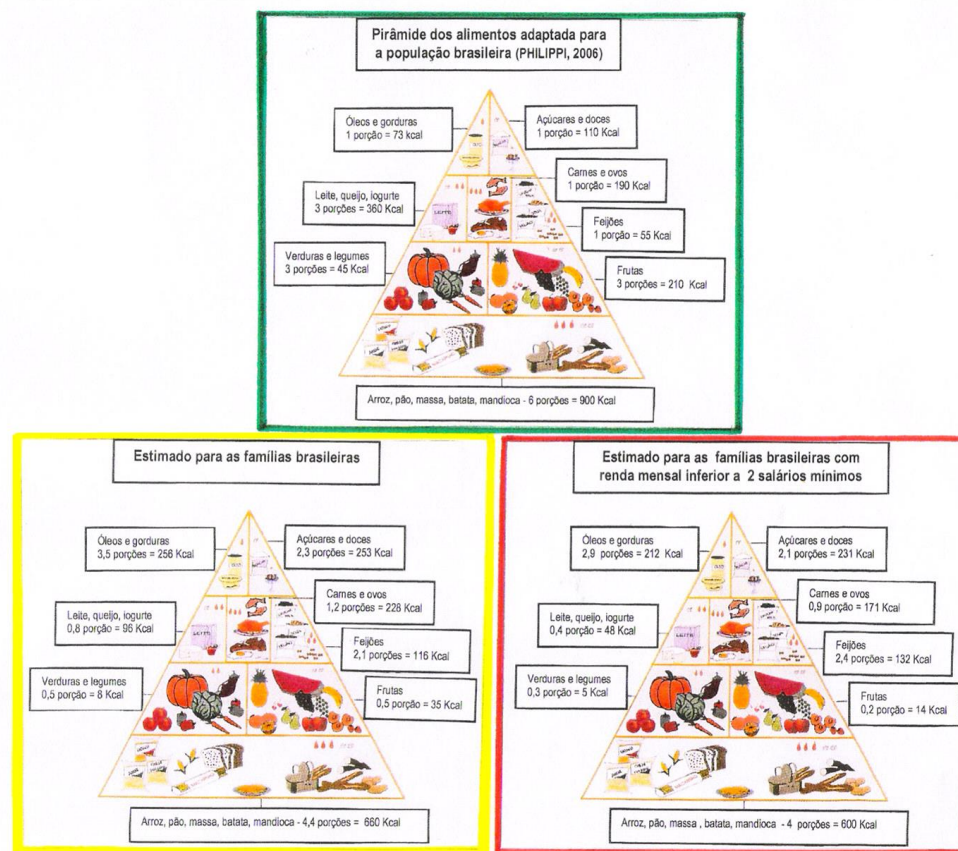 Pirâmide dos alimentos adaptada para
a população brasileira (PHILIPPI, 2006)
Óleos e gorduras
1 porção = 73 kcal
Açúcares e doces
1 porção = 110 kcal
Carnes e ovos
1 porção = 190 Kcal
Leite, queijo, iogurte
3 porções = 360 Kcal
Feijões
1 porção = 55 Kcal
Verduras e legumes
3 porções = 45 Kcal
Frutas
3 porções = 210 Kcal
LEITE
Arroz, pão, massa, batata, mandioca - 6 porções = 900 Kcal
Estimado para as famílias brasileiras
Óleos e gorduras
3,5 porções = 256 Kcal
Açúcares e doces
2,3 porções = 253 Kcal
Carnes e ovos
1,2 porções = 228 Kcal
Leite, queijo, iogurte
0,8 porção = 96 Kcal
Feijões
2,1 porções = 116 Kcal
Verduras e legumes
0,5 porção = 8 Kcal
Frutas
0,5 porção = 35 Kcal
LEITE
Arroz, pão, massa, batata, mandioca - 4,4 porções = 660 Kcal
Estimado para as famílias brasileiras com
renda mensal inferior a 2 salários mínimos
Óleos e gorduras
2,9 porções = 212 Kcal
Açúcares e doces
2,1 porções = 231 Kcal
Carnes e ovos
0,9 porção = 171 Kcal
Leite, queijo, iogurte
0,4 porção = 48 Kcal
Feijões
2,4 porções = 132 Kcal
Verduras e legumes
0,3 porção = 5 Kcal
Frutas
0,2 porção = 14 Kcal
LEITE
Arroz, pão, massa , batata, mandioca - 4 porções = 600 Kcal